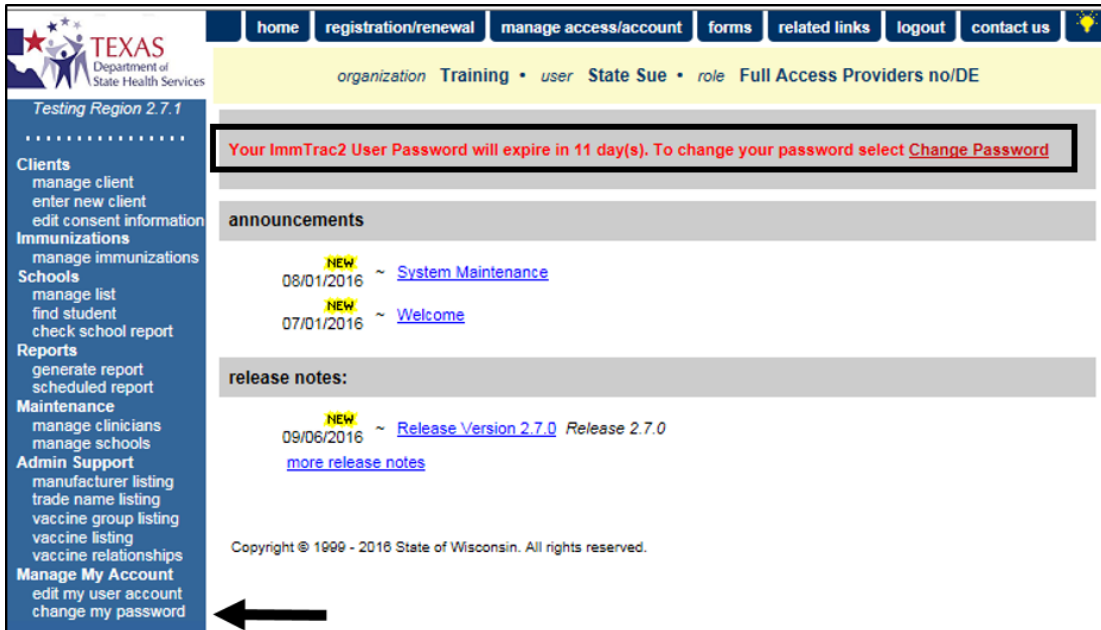 TEXAS
Department of
State Health Services
home registration/renewal manage access/account forms related links logout contact us
organization Training • user State Sue • role Full Access Providers no/DE
Testing Region 2.7.1
Clients
manage client
enter new client
edit consent information
Immunizations
manage immunizations
Schools
manage list
find student
check school report
Reports
generate report
scheduled report
Maintenance
manage clinicians
manage schools
Admin Support
manufacturer listing
trade name listing
vaccine group listing
vaccine listing
vaccine relationships
Manage My Account
edit my user account
change my password
Your ImmTrac2 User Password will expire in 11 day(s). To change your password select Change Password
announcements
NEW
08/01/2016 ~ System Maintenance
NEW
07/01/2016 ~ Welcome
release notes:
NEW
09/06/2016 ~ Release Version 2.7.0 Release 2.7.0
more release notes
Copyright © 1999 - 2016 State of Wisconsin. All rights reserved.